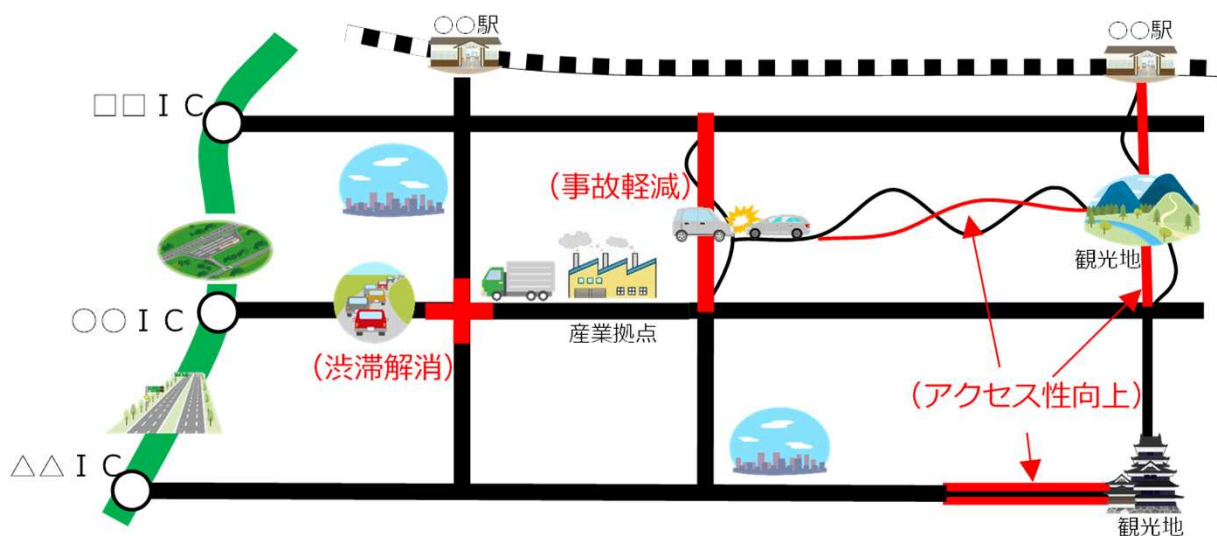 ○○駅
○○駅
□□ＩＣ
(事故軽減)
観光地
○○ＩＣ
産業拠点
(渋滞解消)
(アクセス性向上)
△△ＩＣ
観光地